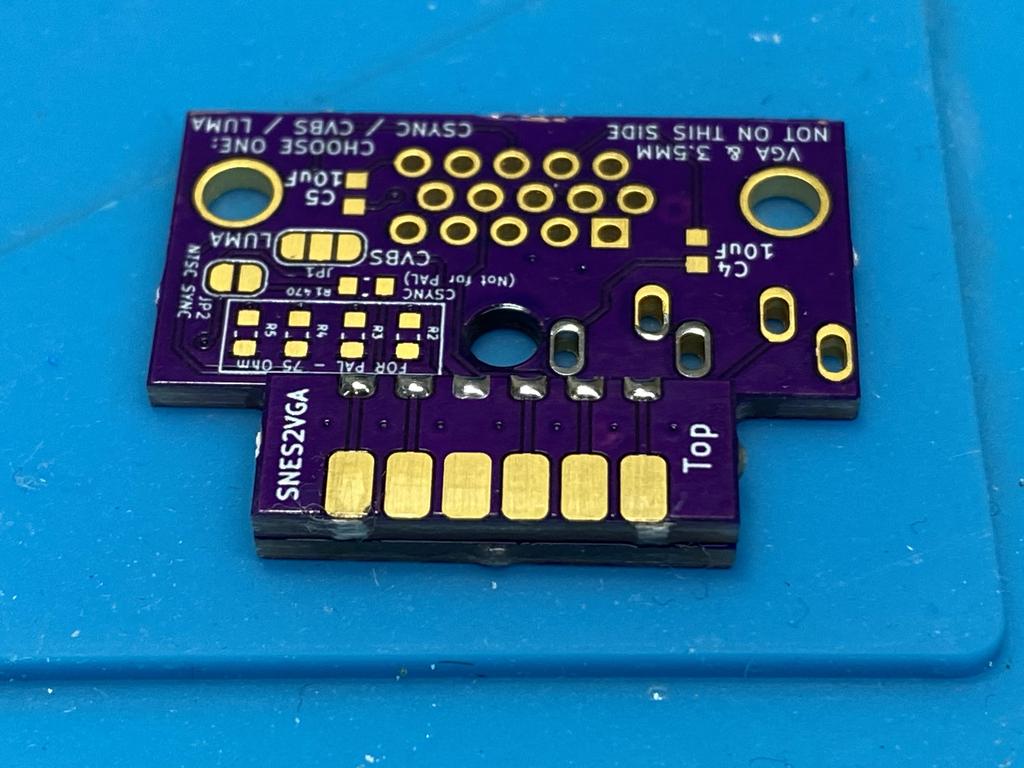 VGA & 3.5MM
NOT ON THIS SIDE
CHOOSE ONE:
CSYNC / CVBS / LUMA
C4
10uF
C5
10uF
CVBS
LUMA
JP1
CSYNC
(Not for PAL)
R1 470
NTSC SYNC
JP2
R2
R3
R4
R5
FOR PAL - 75 Ohm
SNES2VGA
Top